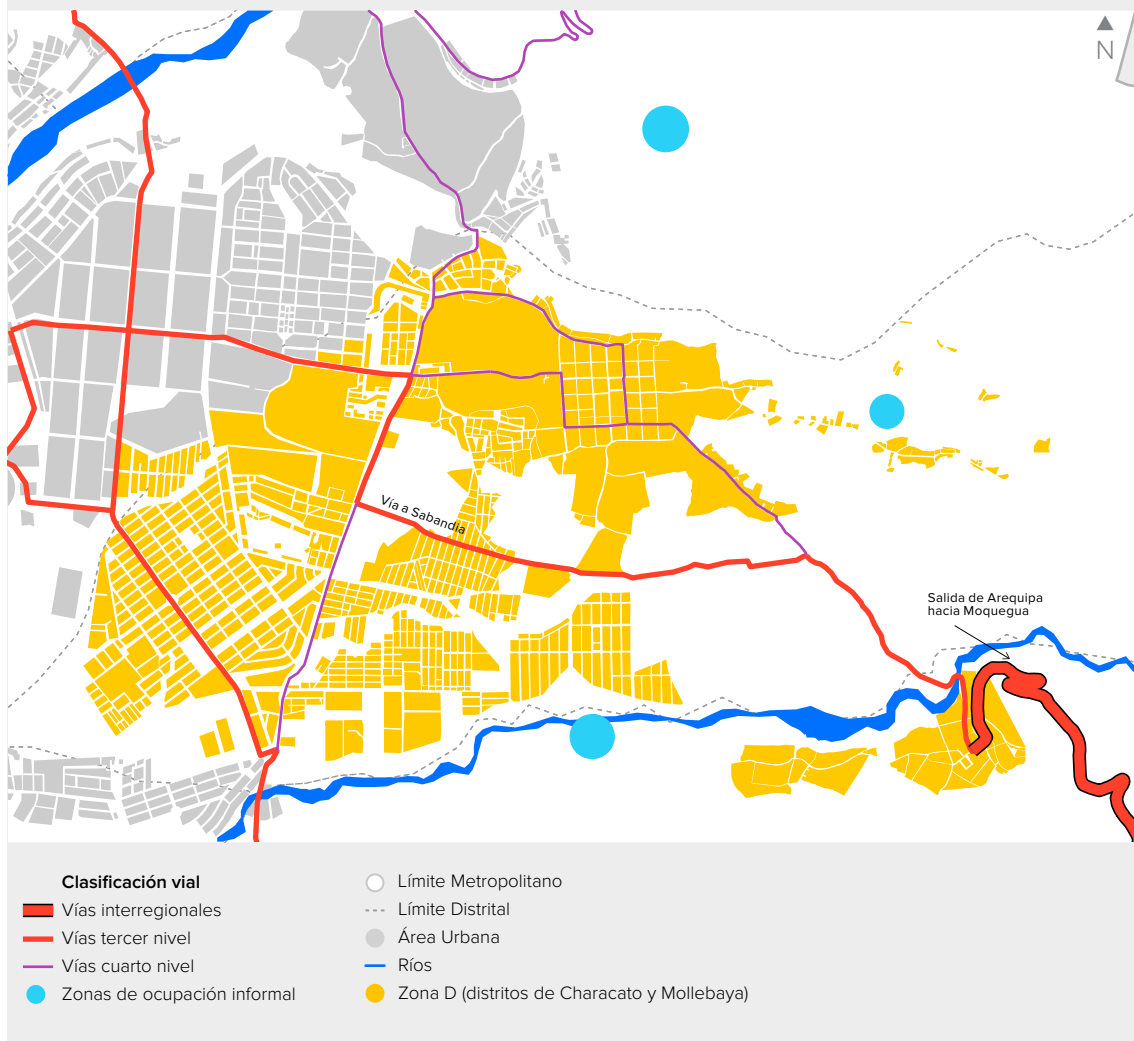 N
Vía a Sabandia
Salida de Arequipa
hacia Moquegua
Clasificación vial
Vías interregionales
Vías tercer nivel
Vías cuarto nivel
Zonas de ocupación informal
Límite Metropolitano
Límite Distrital
Área Urbana
Ríos
Zona D (distritos de Characato y Mollebaya)